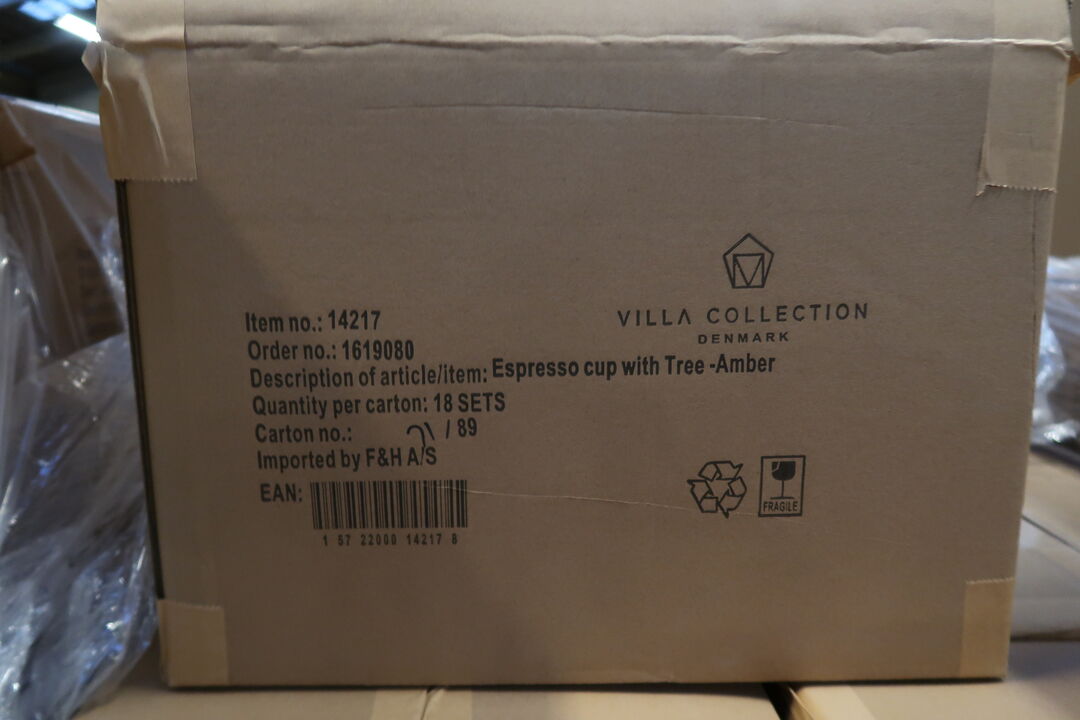 VILLA COLLECTION
DENMARK
Item no.: 14217
Order no.: 1619080
Description of article/item: Espresso cup with Tree -Amber
Quantity per carton: 18 SETS
Carton no.: / 89
Imported by F&H A/S
EAN:
1 57 22000 14217 8
FRAGILE